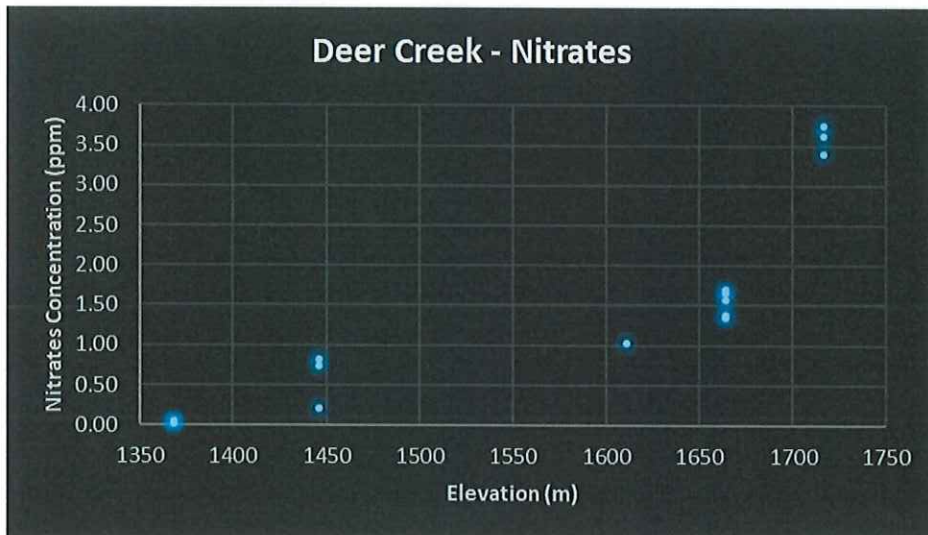 Deer Creek - Nitrates
Nitrates Concentration (ppm)
4.00
3.50
3.00
2.50
2.00
1.50
1.00
0.50
0.00
1350 1400 1450 1500 1550 1600 1650 1700 1750
Elevation (m)